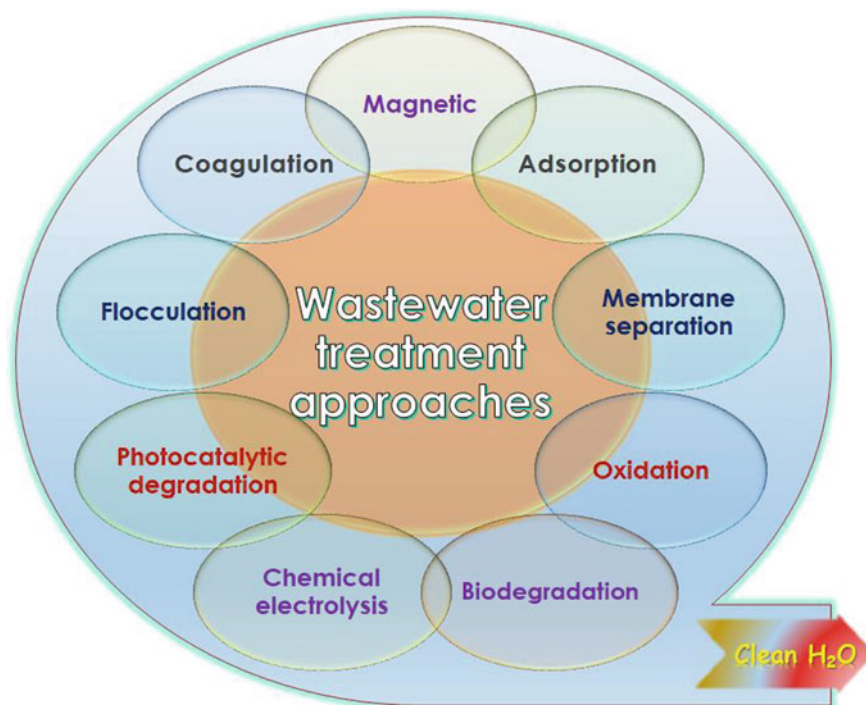 Magnetic
Coagulation
Adsorption
Flocculation
Wastewater
treatment
approaches
Membrane
separation
Photocatalytic
degradation
Oxidation
Chemical
electrolysis
Biodegradation
Clean H₂O